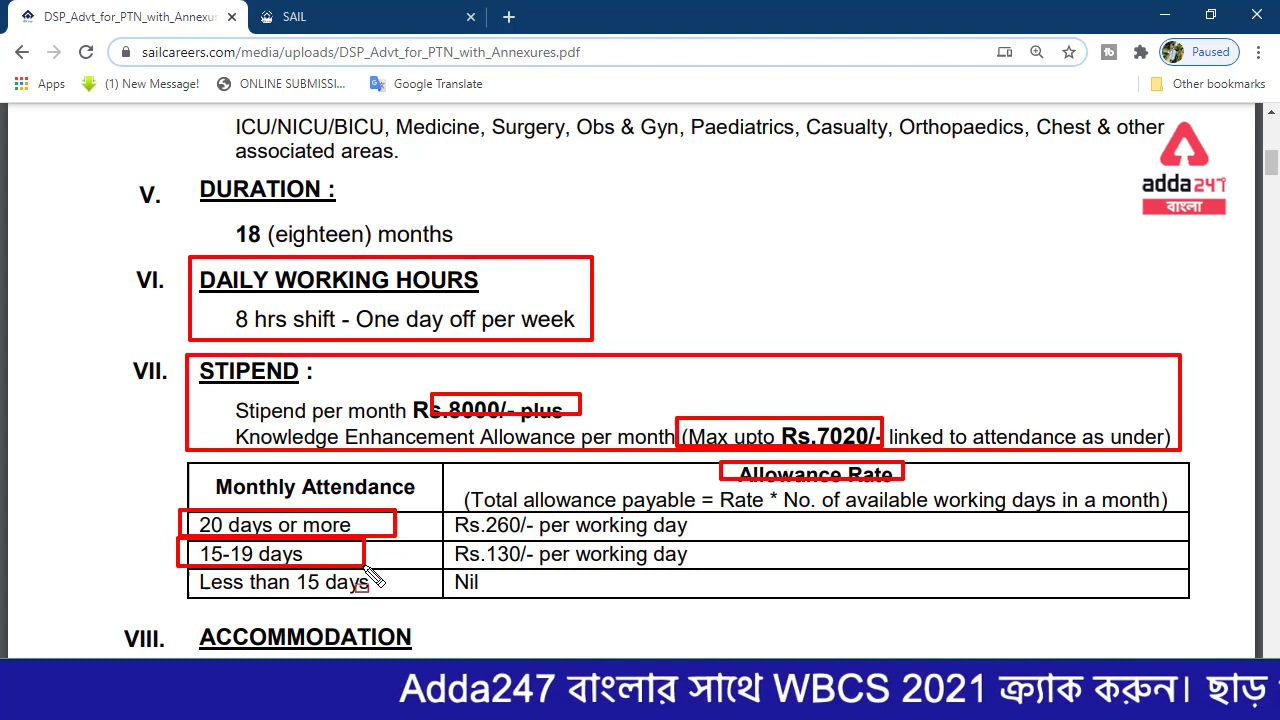 DSP_Advt_for_PTN_with_Annexur
SAIL
sailcareers.com/media/uploads/DSP_Advt_for_PTN_with_Annexures.pdf
Paused
Apps
(1) New Message!
ONLINE SUBMISSI...
Google Translate
Other bookmarks
ICU/NICU/BICU, Medicine, Surgery, Obs & Gyn, Paediatrics, Casualty, Orthopaedics, Chest & other
associated areas.
adda247
বাংলা
V. DURATION :
18 (eighteen) months
VI. DAILY WORKING HOURS
8 hrs shift - One day off per week
VII. STIPEND :
Stipend per month Rs.8000/- plus
Knowledge Enhancement Allowance per month (Max upto Rs.7020/- linked to attendance as under)
Monthly Attendance
Allowance Rate
(Total allowance payable = Rate * No. of available working days in a month)
20 days or more Rs.260/- per working day
15-19 days Rs.130/- per working day
Less than 15 days Nil
VIII. ACCOMMODATION
Adda247 বাংলার সাথে WBCS 2021 ক্র্যাক করুন। ছাড়